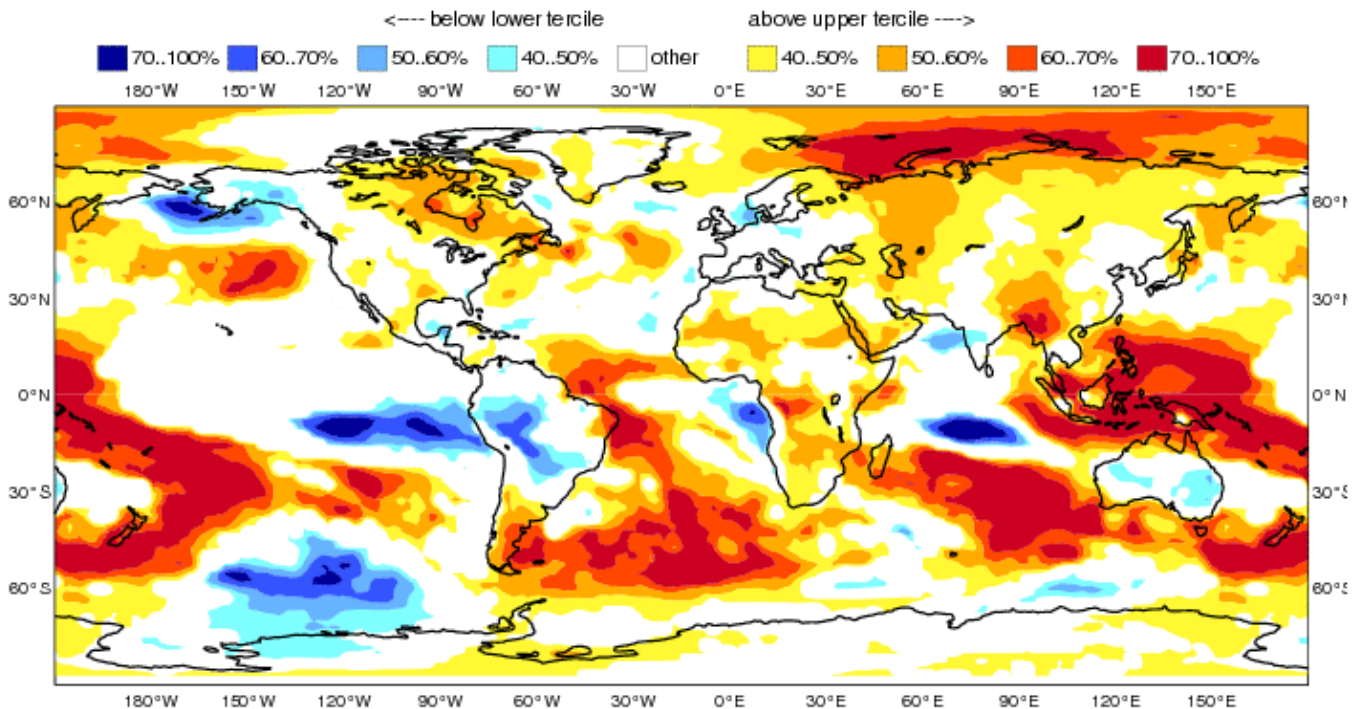 <---- below lower tercile above upper tercile ---->
70..100% 60..70% 50..60% 40..50% other 40..50% 50..60% 60..70% 70..100%
180°W 150°W 120°W 90°W 60°W 30°W 0°E 30°E 60°E 90°E 120°E 150°E
60°N 60°N
30°N 30°N
0°N 0°N
30°S 30°S
60°S 60°S
180°W 150°W 120°W 90°W 60°W 30°W 0°E 30°E 60°E 90°E 120°E 150°E